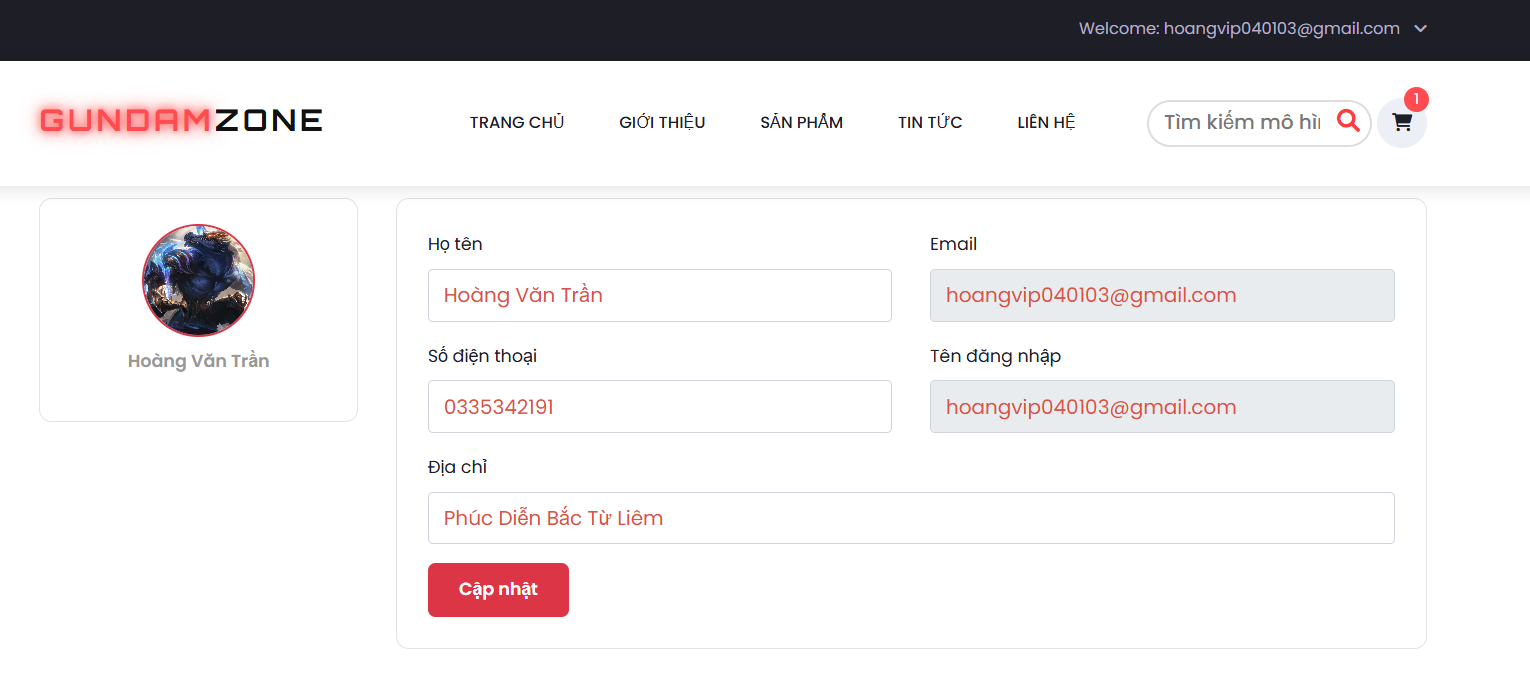 Welcome: hoangvip040103@gmail.com
GUNDAMZONE
TRANG CHỦ
GIỚI THIỆU
SẢN PHẨM
TIN TỨC
LIÊN HỆ
Tìm kiếm mô hì
1
Hoàng Văn Trần
Họ tên
Email
Hoàng Văn Trần
hoangvip040103@gmail.com
Số điện thoại
Tên đăng nhập
0335342191
hoangvip040103@gmail.com
Địa chỉ
Phúc Diễn Bắc Từ Liêm
Cập nhật